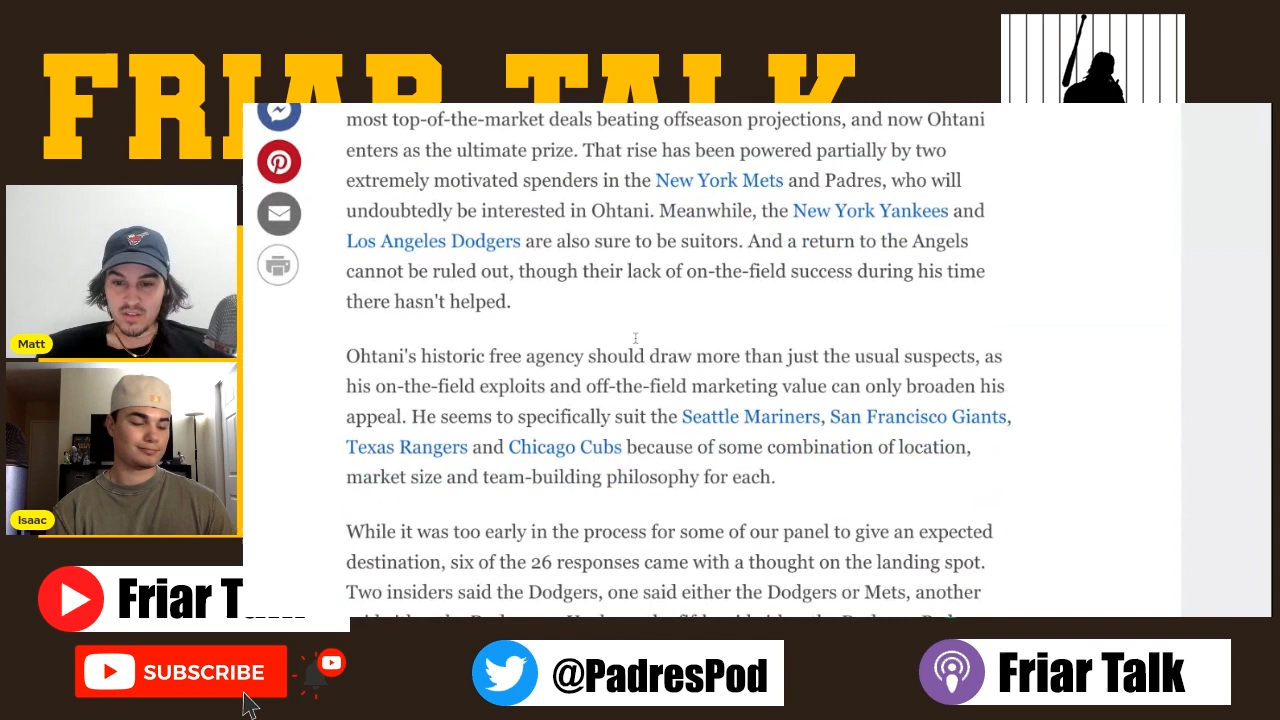 FRIAR TALK
most top-of-the-market deals beating offseason projections, and now Ohtani
enters as the ultimate prize. That rise has been powered partially by two
extremely motivated spenders in the New York Mets and Padres, who will
undoubtedly be interested in Ohtani. Meanwhile, the New York Yankees and
Los Angeles Dodgers are also sure to be suitors. And a return to the Angels
cannot be ruled out, though their lack of on-the-field success during his time
there hasn't helped.
Ohtani's historic free agency should draw more than just the usual suspects, as
his on-the-field exploits and off-the-field marketing value can only broaden his
appeal. He seems to specifically suit the Seattle Mariners, San Francisco Giants,
Texas Rangers and Chicago Cubs because of some combination of location,
market size and team-building philosophy for each.
While it was too early in the process for some of our panel to give an expected
destination, six of the 26 responses came with a thought on the landing spot.
Two insiders said the Dodgers, one said either the Dodgers or Mets, another
Matt
Isaac
Friar T
SUBSCRIBE
@PadresPod
Friar Talk